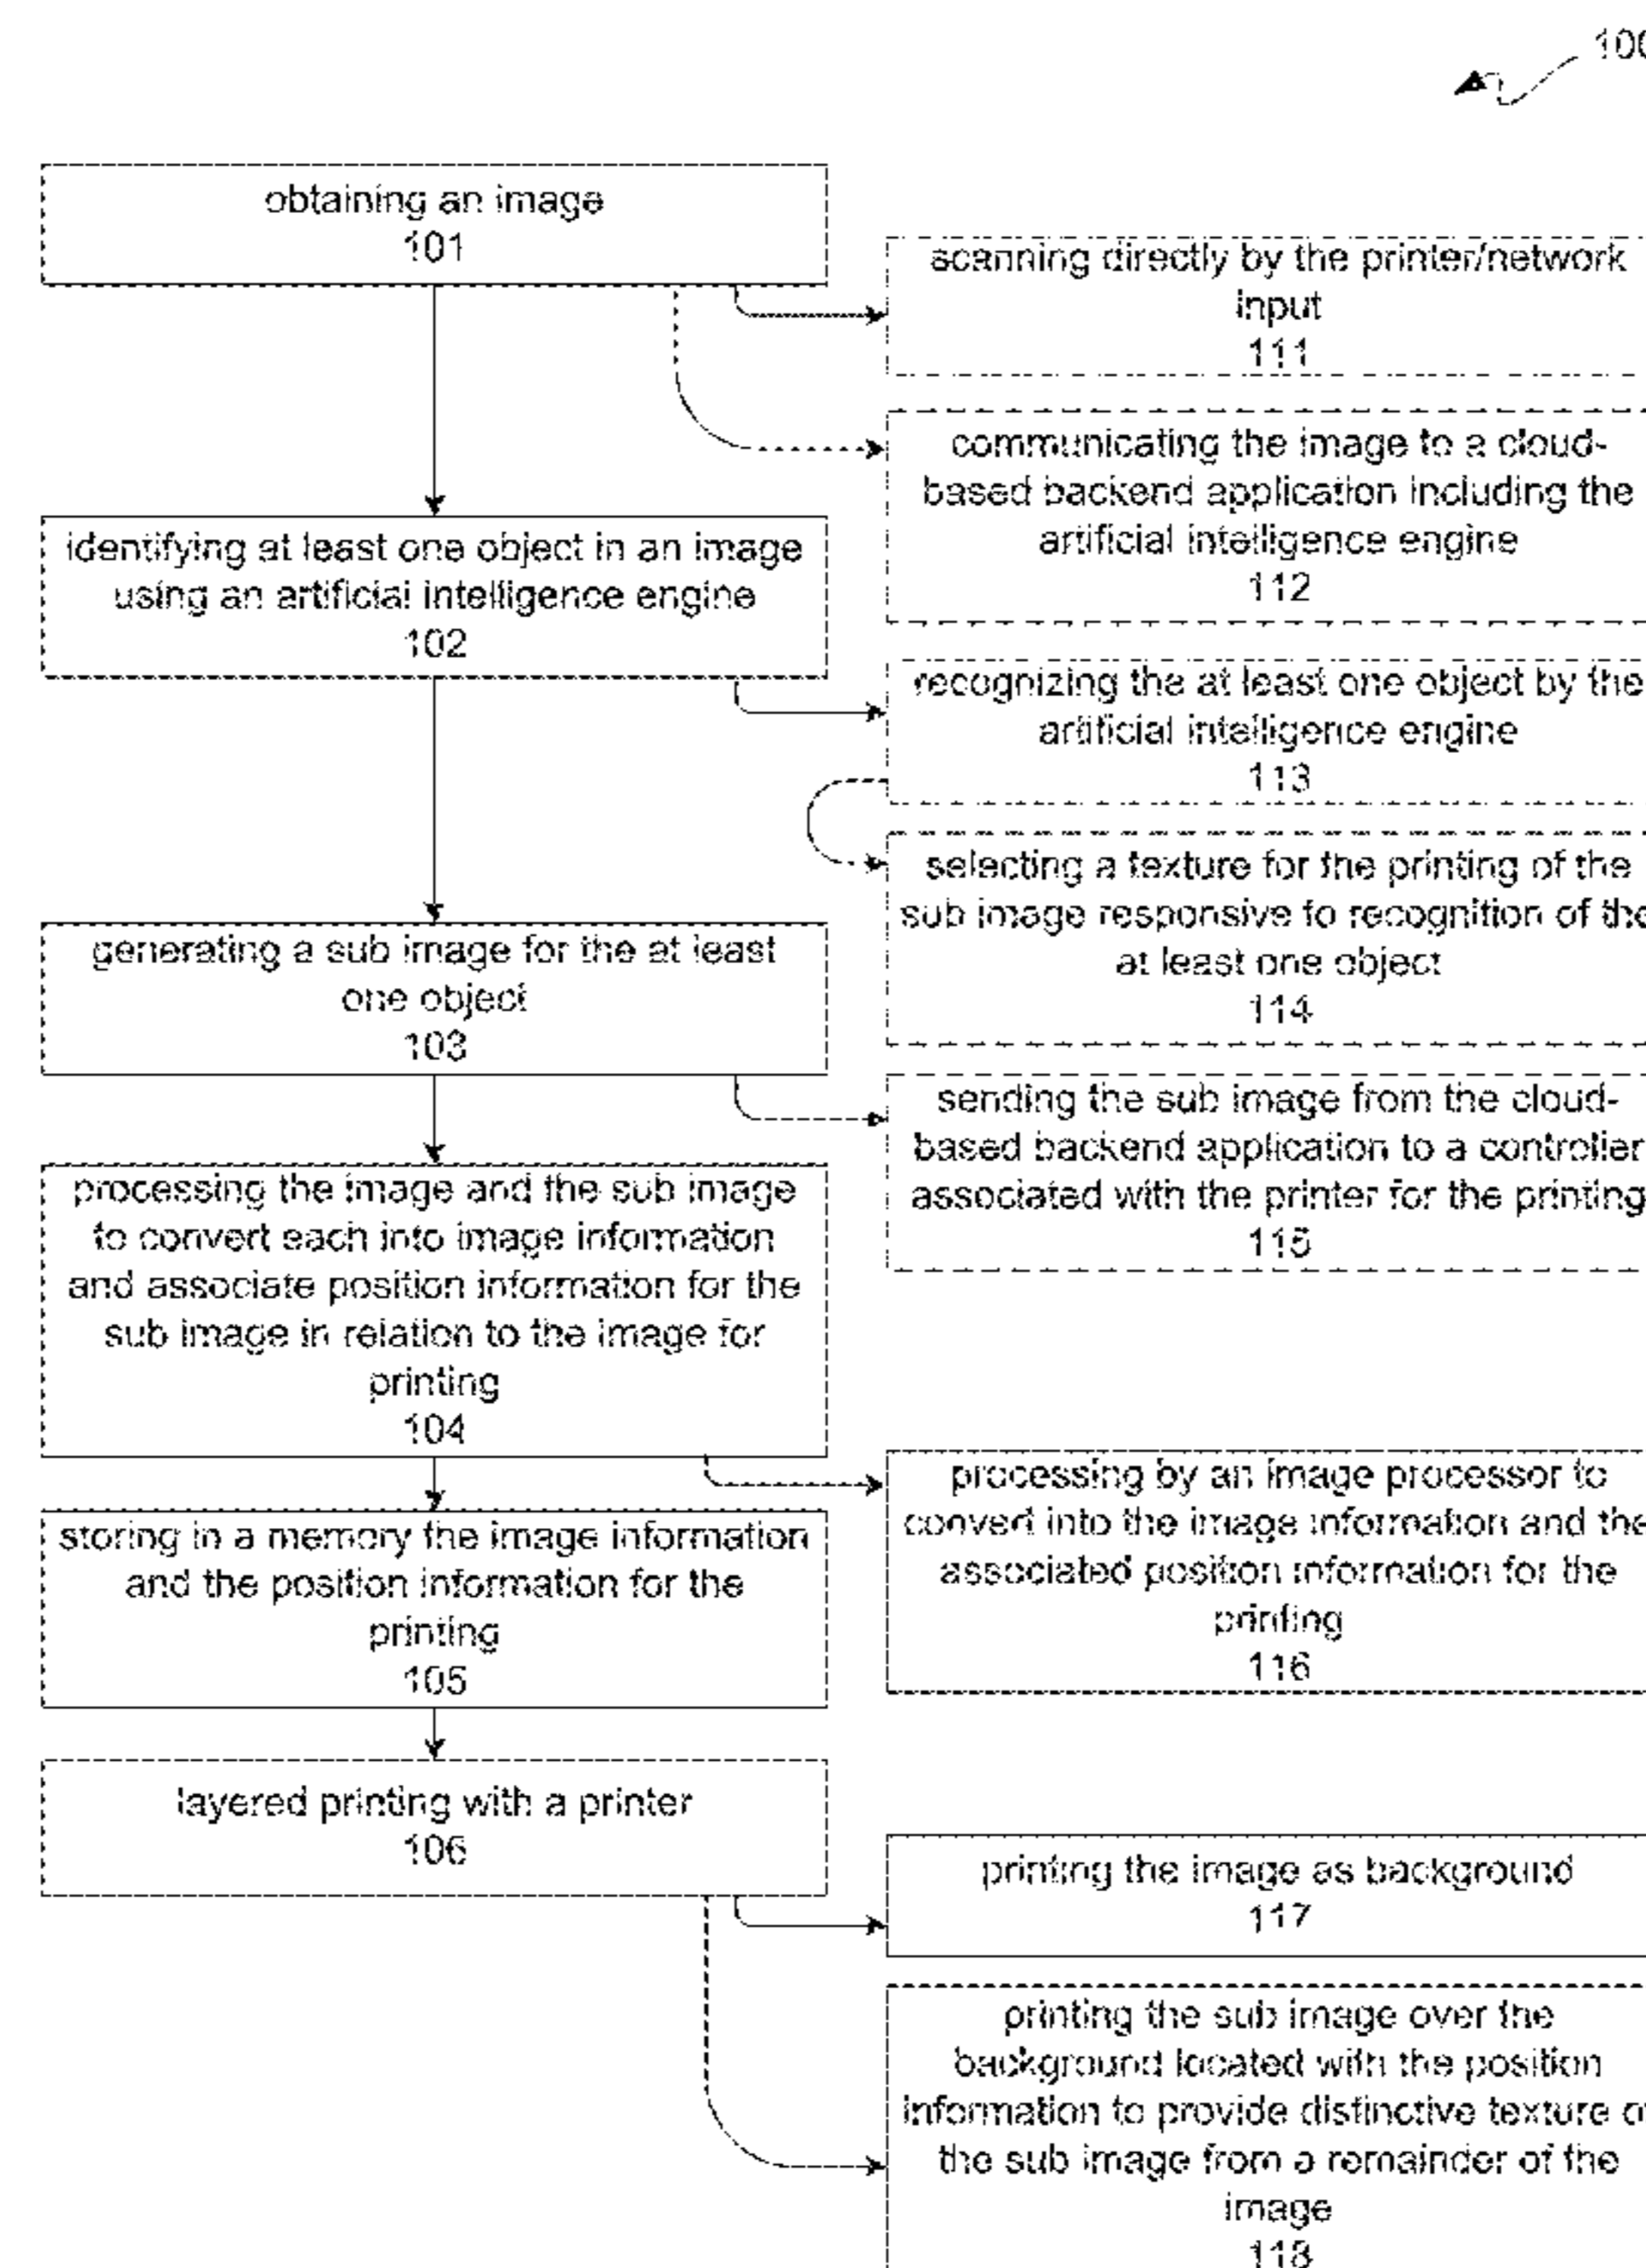 100
obtaining an image
101
scanning directly by the printer/network
input
111
communicating the image to a cloud-
based backend application including the
artificial intelligence engine
112
identifying at least one object in an image
using an artificial intelligence engine
102
recognizing the at least one object by the
artificial intelligence engine
113
selecting a texture for the printing of the
sub image responsive to recognition of the
at least one object
114
generating a sub image for the at least
one object
103
sending the sub image from the cloud-
based backend application to a controller
associated with the printer for the printing
115
processing the image and the sub image
to convert each into image information
and associate position information for the
sub image in relation to the image for
printing
104
processing by an image processor to
convert into the image information and the
associated position information for the
printing
116
storing in a memory the image information
and the position information for the
printing
105
layered printing with a printer
106
printing the image as background
117
printing the sub image over the
background located with the position
information to provide distinctive texture of
the sub image from a remainder of the
image
118